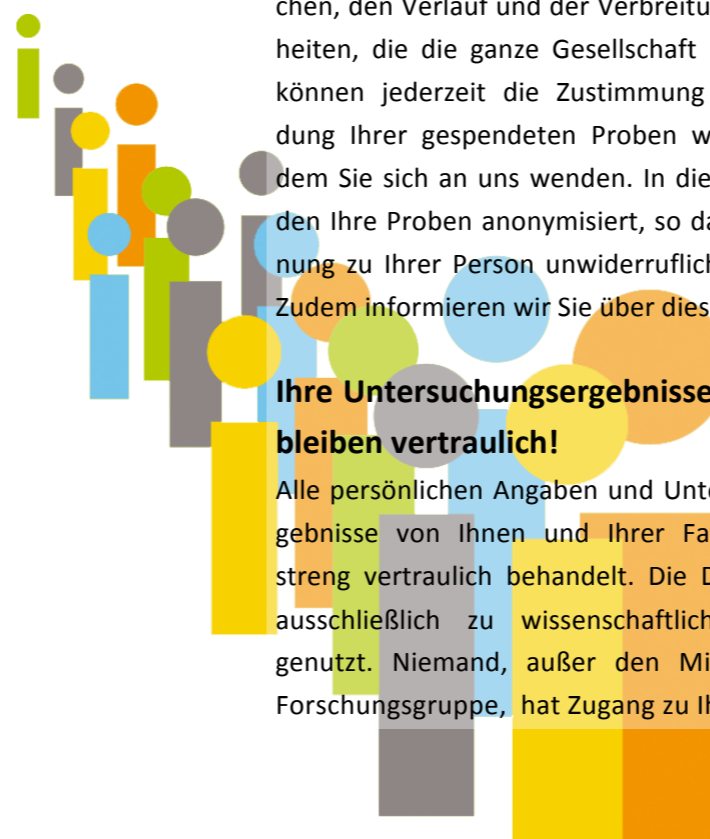 chen, den Verlauf und der Verbreitu
heiten, die die ganze Gesellschaft
können jederzeit die Zustimmung
dung Ihrer gespendeten Proben w
dem Sie sich an uns wenden. In die
den Ihre Proben anonymisiert, so da
nung zu Ihrer Person unwiderruflich
Zudem informieren wir Sie über dies
Ihre Untersuchungsergebnisse
bleiben vertraulich!
Alle persönlichen Angaben und Unte
gebnisse von Ihnen und Ihrer Fa
streng vertraulich behandelt. Die D
ausschließlich zu wissenschaftlich
genutzt. Niemand, außer den Mi
Forschungsgruppe, hat Zugang zu Ih